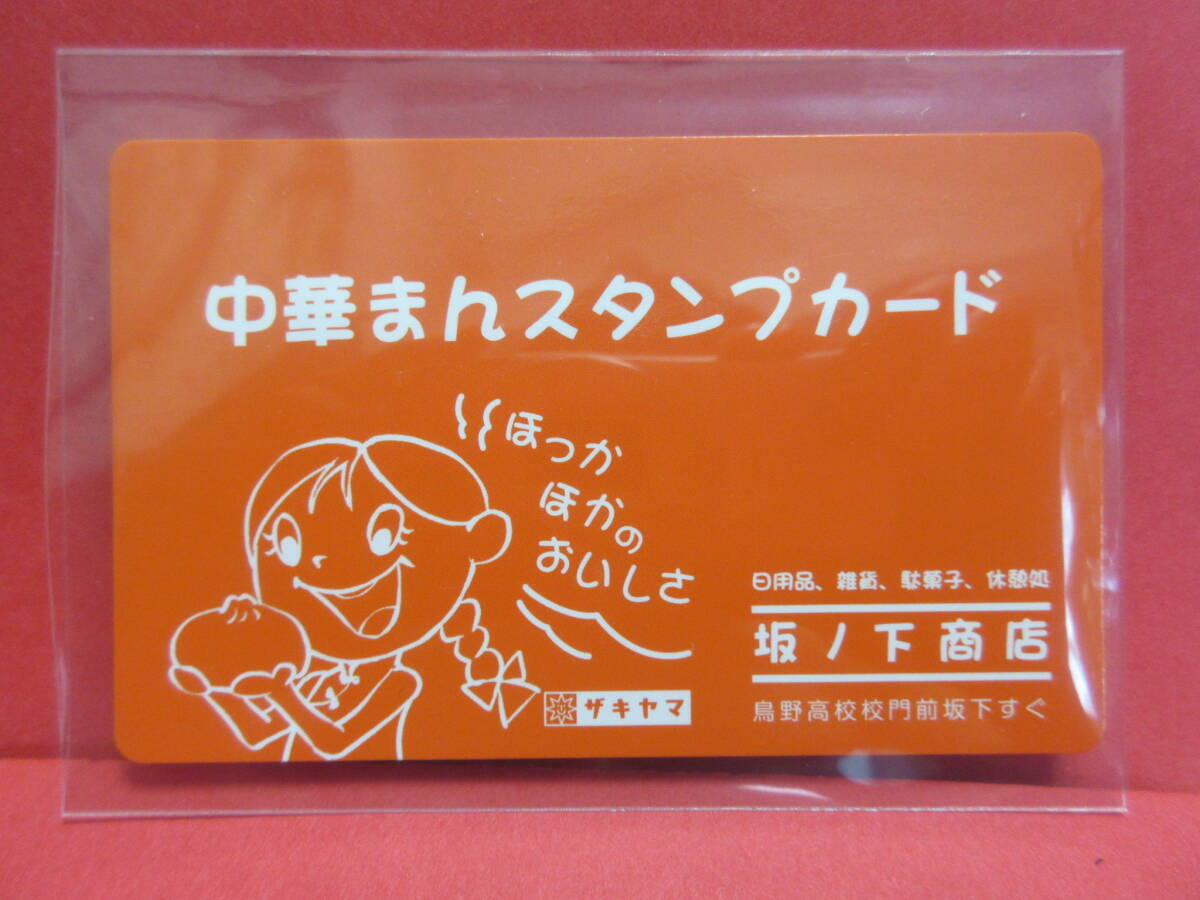 中華まんスタンプカード
ほっか
ほかの
おいしさ
ザキヤマ
日用品、雑貨、駄菓子、休憩処
坂ノ下商店
烏野高校校門前坂下すぐ